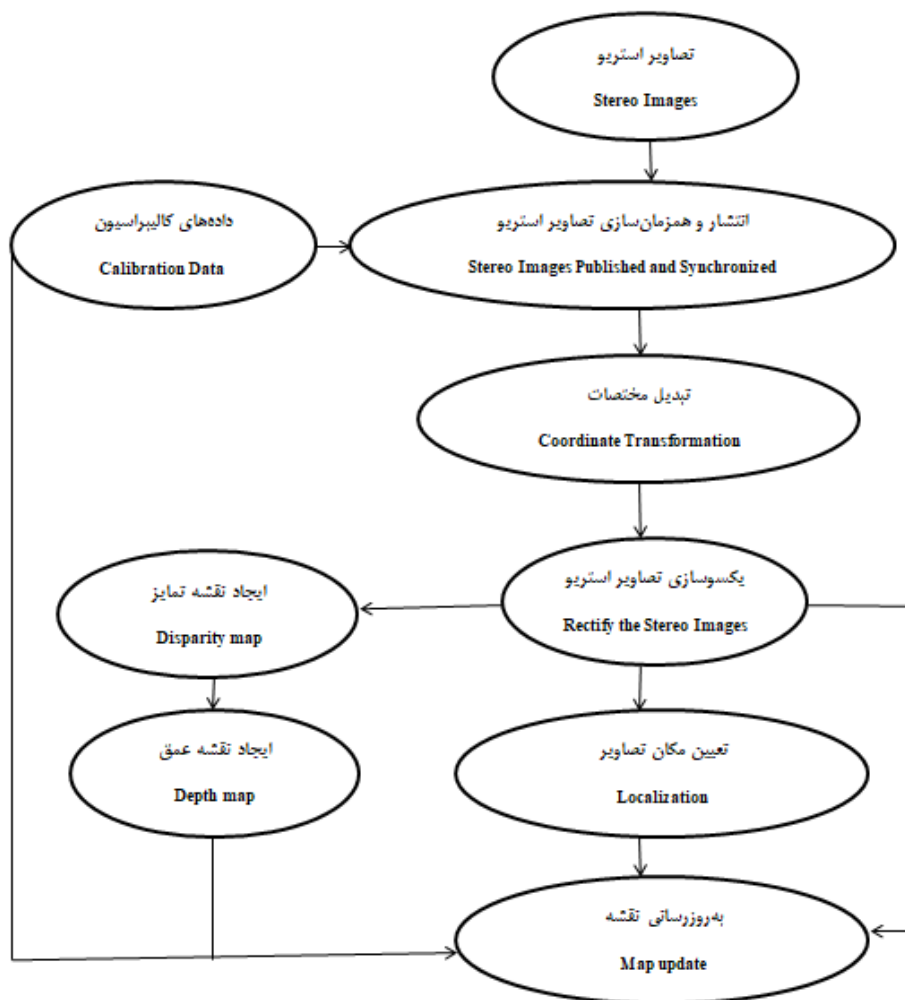 تصاویر استریو
Stereo Images
داده‌های کالیبراسیون
Calibration Data
انتشار و همزمان‌سازی تصاویر استریو
Stereo Images Published and Synchronized
تبدیل مختصات
Coordinate Transformation
یکسوسازی تصاویر استریو
Rectify the Stereo Images
ایجاد نقشه تمایز
Disparity map
ایجاد نقشه عمق
Depth map
تعیین مکان تصاویر
Localization
به‌روزرسانی نقشه
Map update